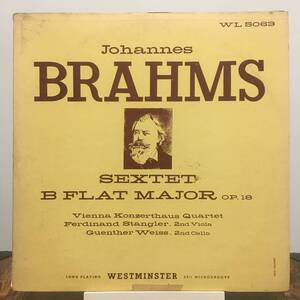 WL 5063
Johannes
BRAHMS
SEXTET
B FLAT MAJOR OP. 18
Vienna Konzerthaus Quartet
Ferdinand Stangler, 2nd Viola
Guenther Weiss, 2nd Cello
LONG PLAYING WESTMINSTER 33⅓ MICROGROOVE